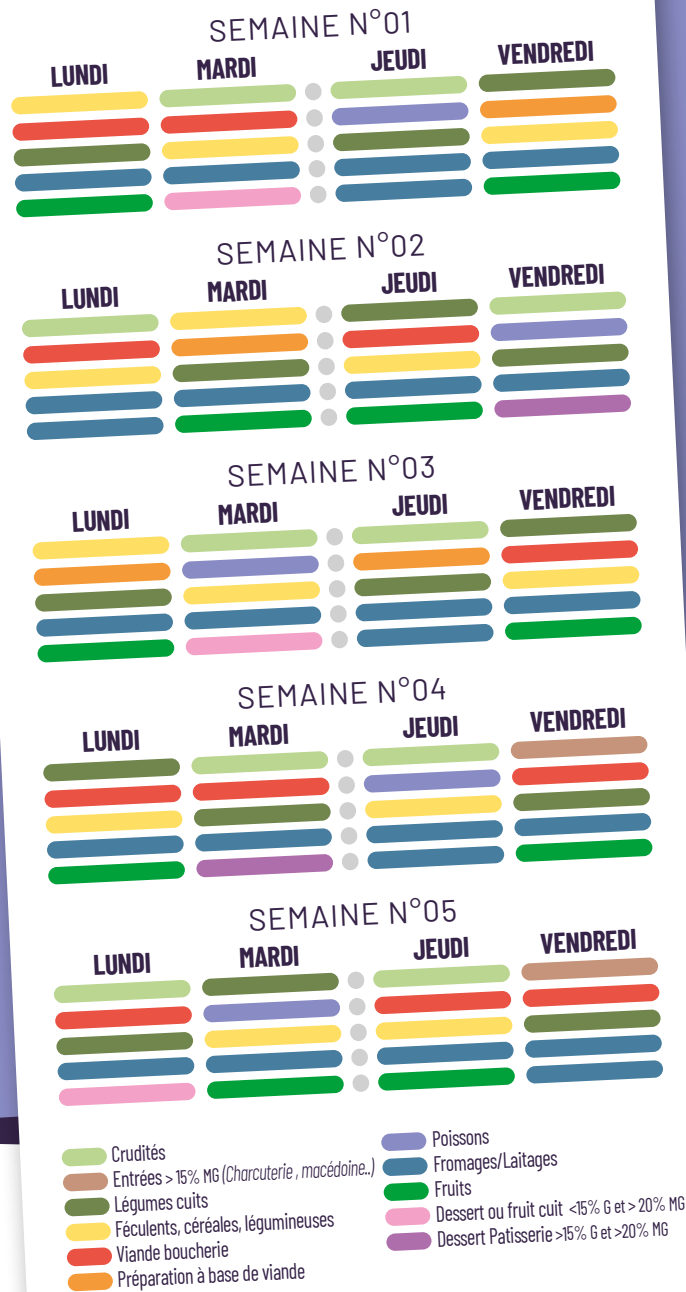 SEMAINE N°01
LUNDI MARDI JEUDI VENDREDI
SEMAINE N°02
LUNDI MARDI JEUDI VENDREDI
SEMAINE N°03
LUNDI MARDI JEUDI VENDREDI
SEMAINE N°04
LUNDI MARDI JEUDI VENDREDI
SEMAINE N°05
LUNDI MARDI JEUDI VENDREDI
Crudités
Entrées > 15% MG (Charcuterie , macédoine..)
Légumes cuits
Féculents, céréales, légumineuses
Viande boucherie
Préparation à base de viande
Poissons
Fromages/Laitages
Fruits
Dessert ou fruit cuit <15% G et > 20% MG
Dessert Patisserie >15% G et >20% MG